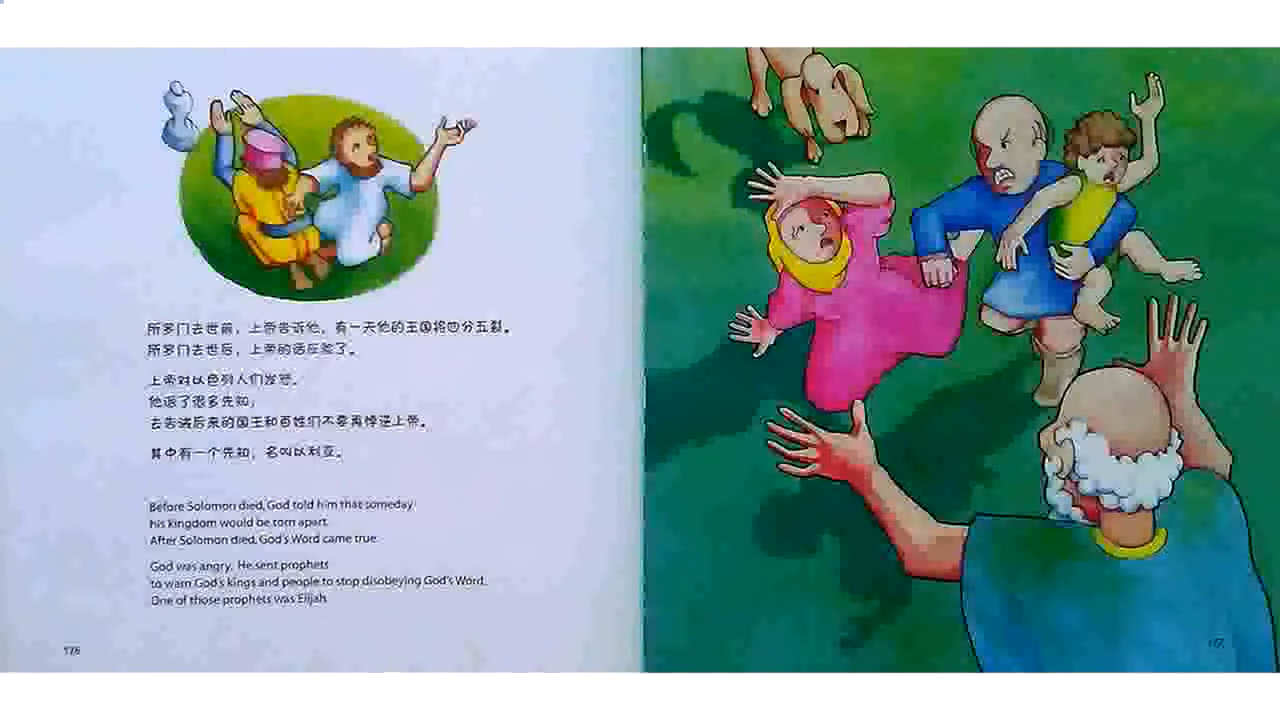 所罗门去世前，上帝告诉他，有一天他的王国将四分五裂。
所罗门去世后，上帝的话应验了。
上帝对以色列人们发怒。
他派了很多先知，
去告诫后来的国王和百姓们不要再悖逆上帝。
其中有一个先知，名叫以利亚。
Before Solomon died, God told him that someday
his kingdom would be torn apart.
After Solomon died, God's Word came true.
God was angry. He sent prophets
to warn God's kings and people to stop disobeying God's Word.
One of those prophets was Elijah.
176